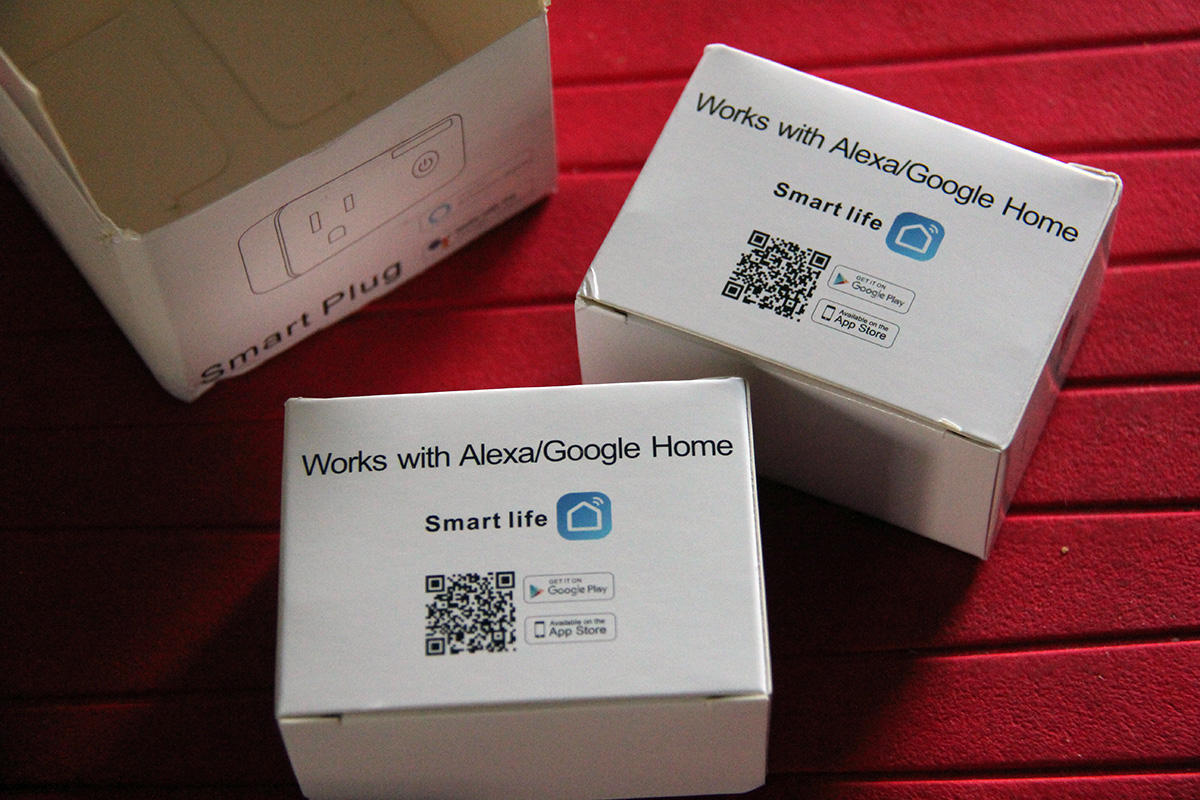 Smart Plug
Works with Alexa/Google Home
Smart life
GET IT ON
Google Play
Available on the
App Store
Works with Alexa/Google Home
Smart life
GET IT ON
Google Play
Available on the
App Store